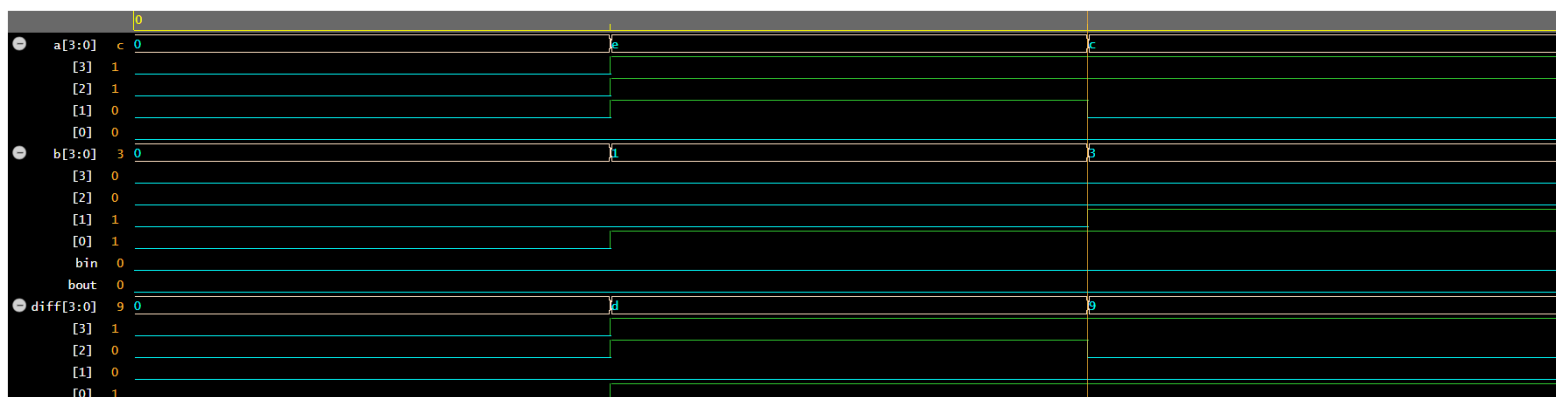 0
a[3:0] c 0 e c
[3] 1
[2] 1
[1] 0
[0] 0
b[3:0] 3 0 1 3
[3] 0
[2] 0
[1] 1
[0] 1
bin 0
bout 0
diff[3:0] 9 0 d 9
[3] 1
[2] 0
[1] 0
[0] 1